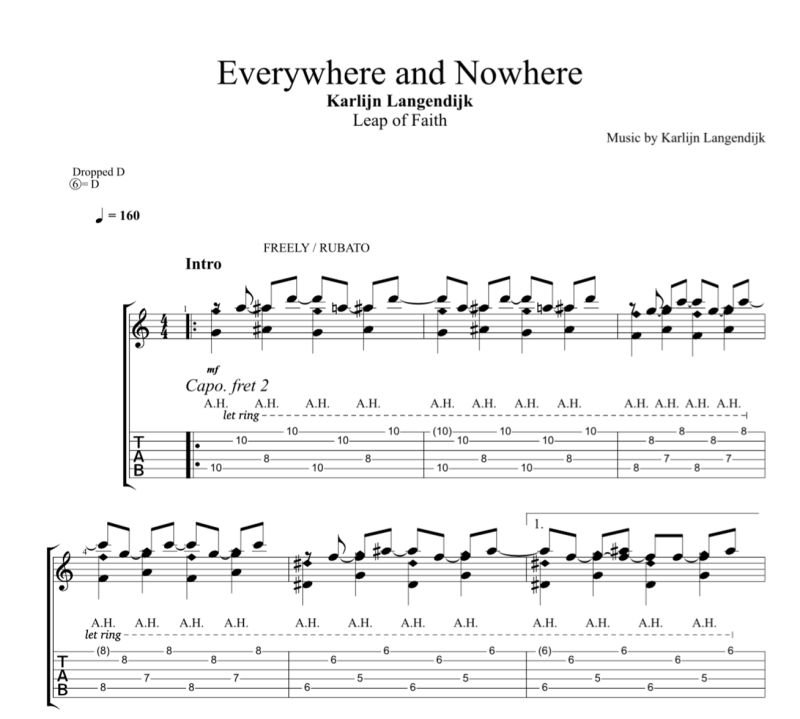 Everywhere and Nowhere
Karlijn Langendijk
Leap of Faith
Music by Karlijn Langendijk
Dropped D
⑥= D
♩ = 160
FREELY / RUBATO
Intro
1
4
4
mf
Capo. fret 2
A.H. A.H. A.H. A.H. A.H. A.H. A.H. A.H. A.H. A.H. A.H. A.H.
let ring
10 10 (10) 10 10 8 8
10 10 10 10 8 8
8 8 8 8 7 7
10 10 10 10 8 8
T
A
B
4
1.
A.H. A.H. A.H. A.H. A.H. A.H. A.H. A.H. A.H. A.H. A.H. A.H.
let ring
(8) 8 8 8 6 6 (6) 6 6 6
8 8 6 6 6 6
7 7 5 5 5 5
8 8 6 6 6 6
T
A
B